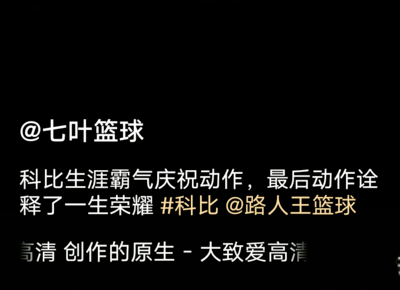 @七叶篮球
科比生涯霸气庆祝动作，最后动作诠
释了一生荣耀 #科比 @路人王篮球
高清 创作的原生 - 大致爱高清